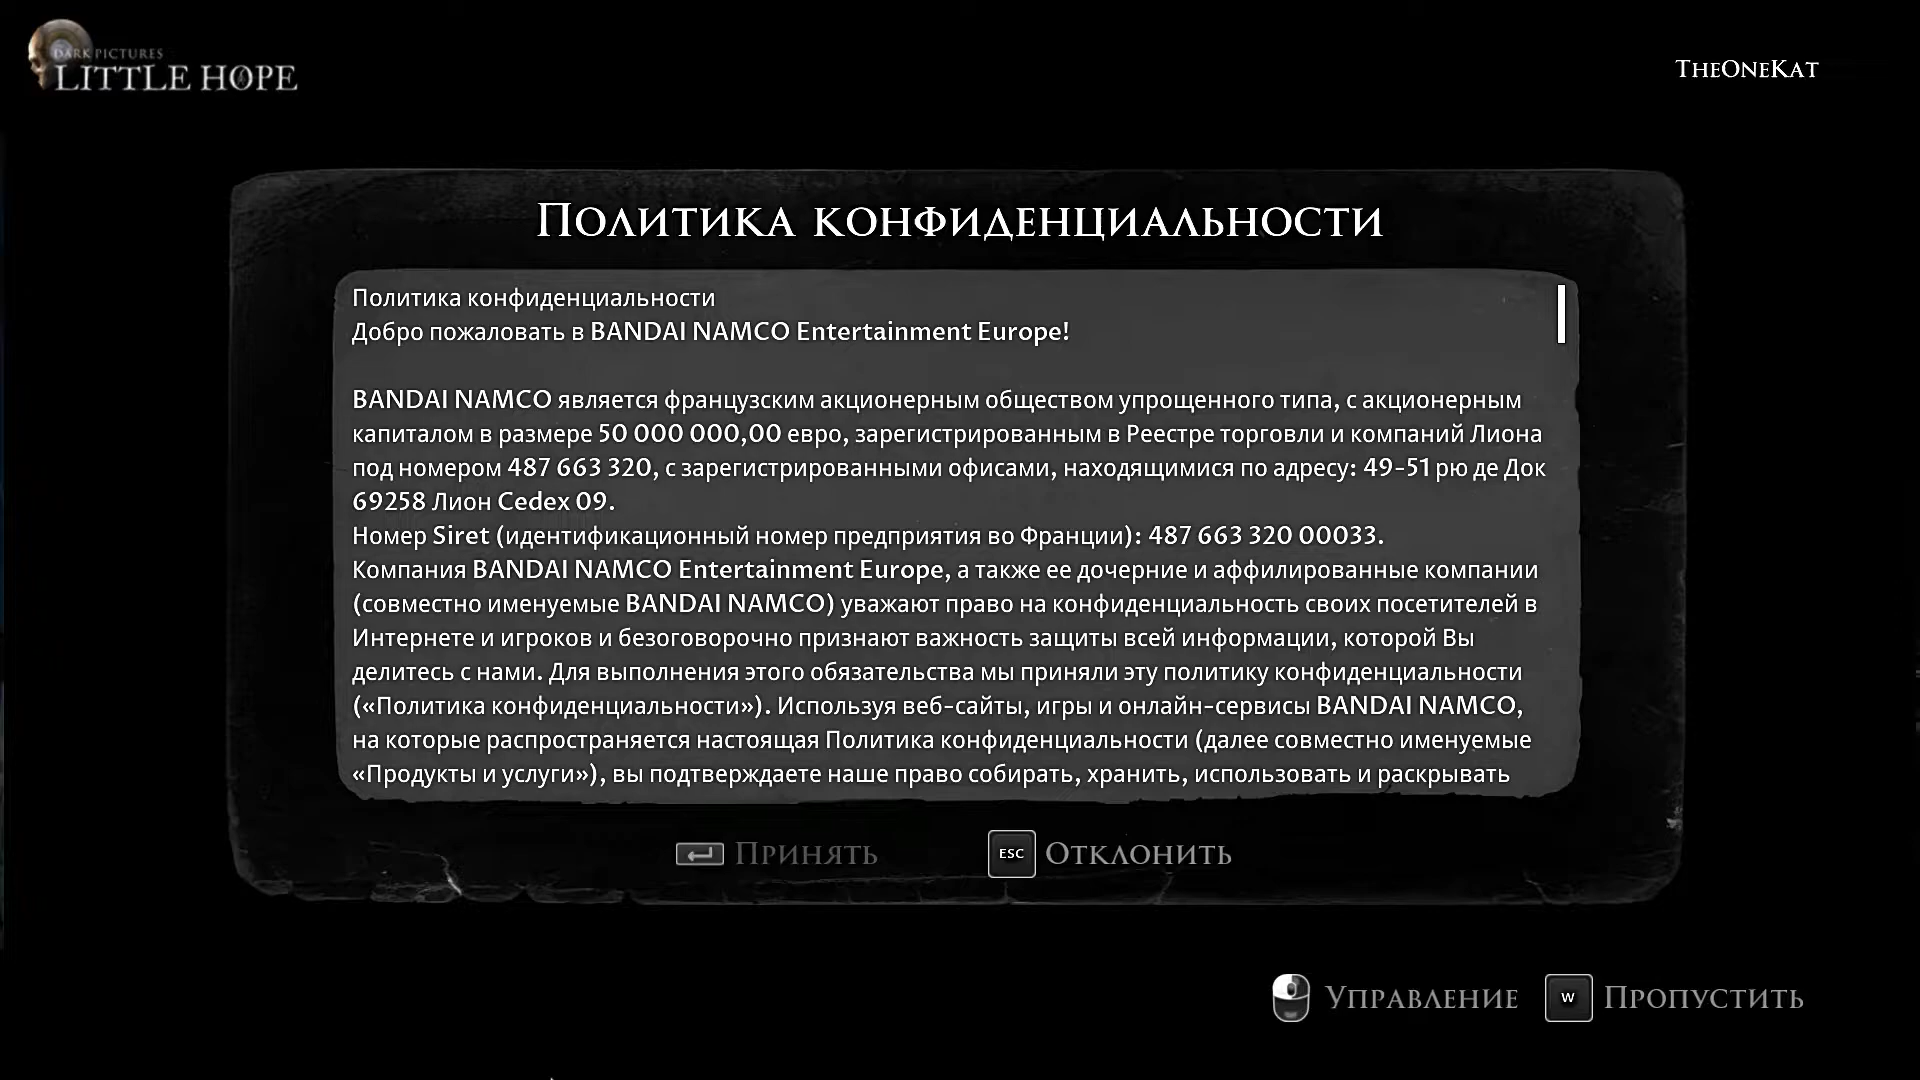 DARK PICTURES
LITTLE HOPE
TheOneKat
Политика конфиденциальности
Политика конфиденциальности
Добро пожаловать в BANDAI NAMCO Entertainment Europe!
BANDAI NAMCO является французским акционерным обществом упрощенного типа, с акционерным
капиталом в размере 50 000 000,00 евро, зарегистрированным в Реестре торговли и компаний Лиона
под номером 487 663 320, с зарегистрированными офисами, находящимися по адресу: 49-51 рю де Док
69258 Лион Cedex 09.
Номер Siret (идентификационный номер предприятия во Франции): 487 663 320 00033.
Компания BANDAI NAMCO Entertainment Europe, а также ее дочерние и аффилированные компании
(совместно именуемые BANDAI NAMCO) уважают право на конфиденциальность своих посетителей в
Интернете и игроков и безоговорочно признают важность защиты всей информации, которой Вы
делитесь с нами. Для выполнения этого обязательства мы приняли эту политику конфиденциальности
(«Политика конфиденциальности»). Используя веб-сайты, игры и онлайн-сервисы BANDAI NAMCO,
на которые распространяется настоящая Политика конфиденциальности (далее совместно именуемые
«Продукты и услуги»), вы подтверждаете наше право собирать, хранить, использовать и раскрывать
Принять
ESC Отклонить
Управление
W Пропустить